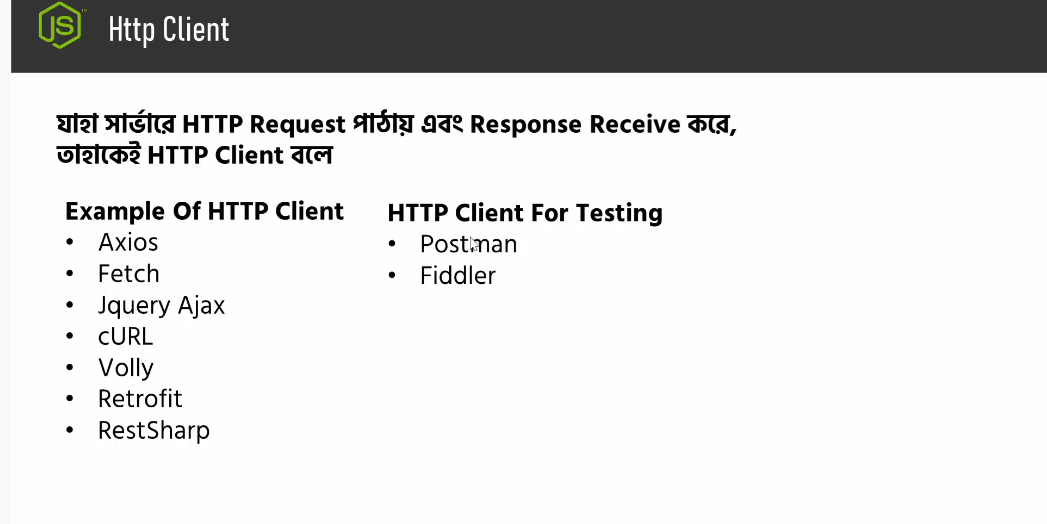 JS
Http Client
যাহা সার্ভারে HTTP Request পাঠায় এবং Response Receive করে,
তাহাকেই HTTP Client বলে
Example Of HTTP Client
• Axios
• Fetch
• Jquery Ajax
• cURL
• Volly
• Retrofit
• RestSharp
HTTP Client For Testing
• Postman
• Fiddler